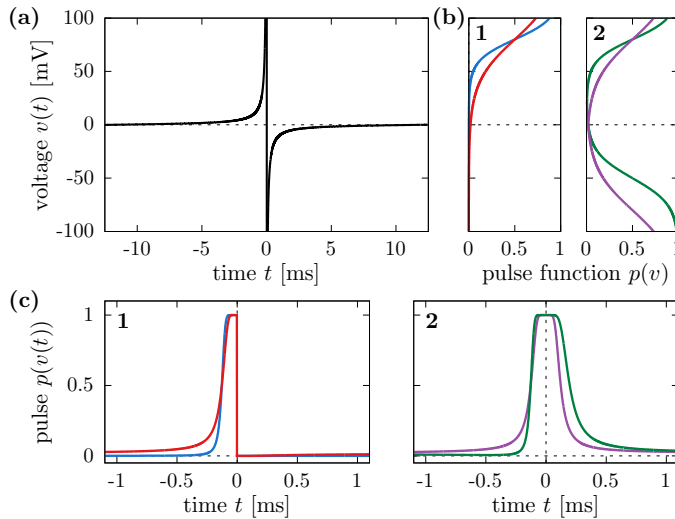 (a)
100
50
0
-50
-100
voltage v(t) [mV]
-10 -5 0 5 10
time t [ms]
(b)
1 2
0 0.5 1 0 0.5 1
pulse function p(v)
(c)
1 2
1
0.5
0
pulse p(v(t))
-1 -0.5 0 0.5 1 -1 -0.5 0 0.5 1
time t [ms] time t [ms]